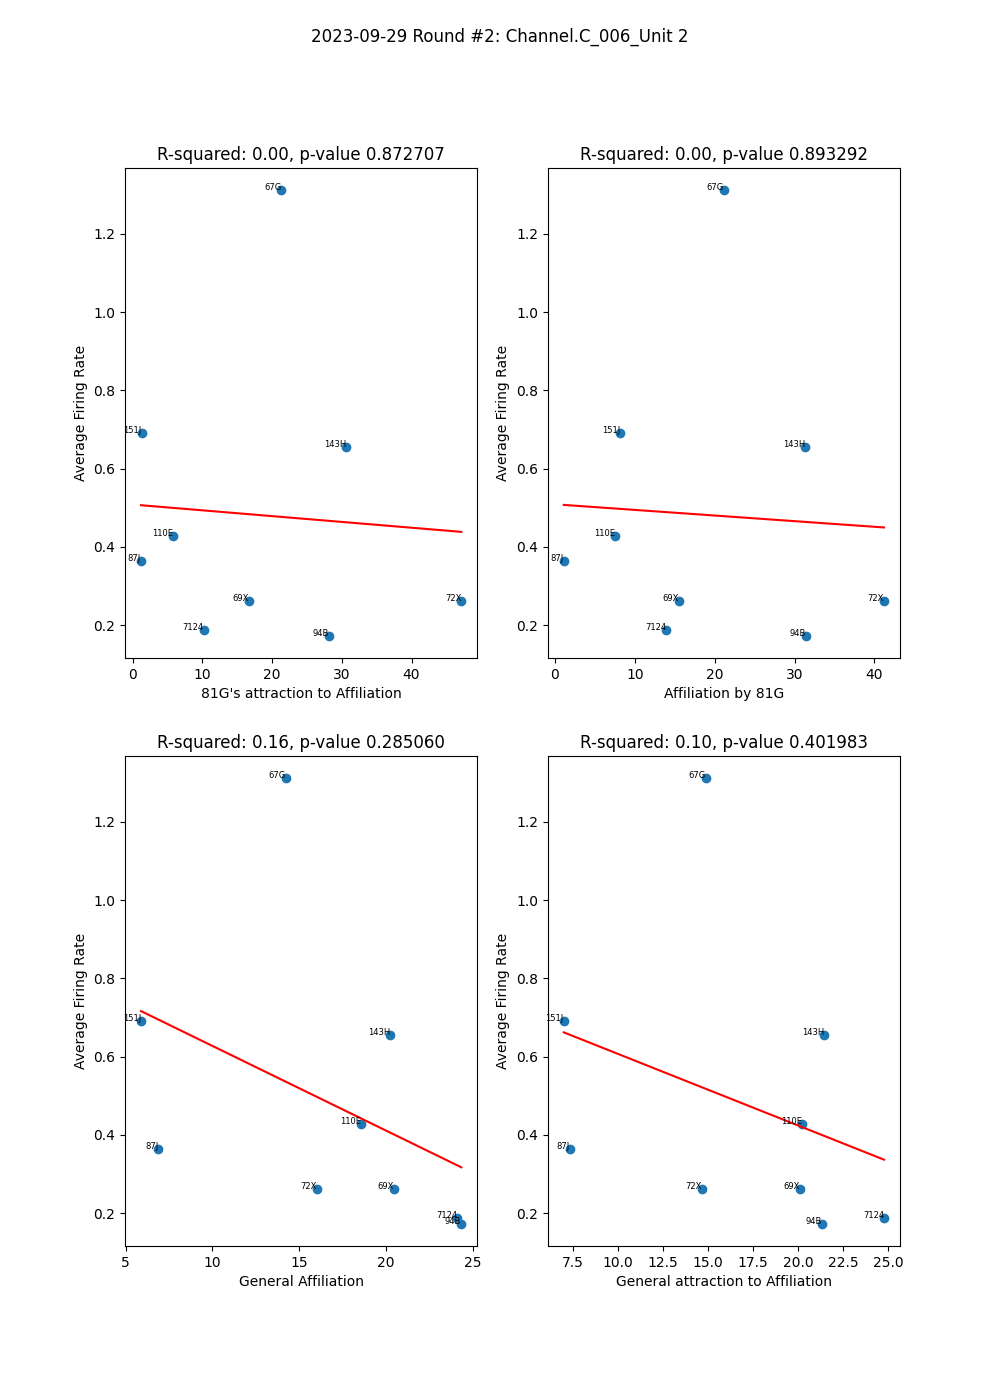 2023-09-29 Round #2: Channel.C_006_Unit 2
R-squared: 0.00, p-value 0.872707
67G
1.2
1.0
0.8
0.6
0.4
0.2
Average Firing Rate
151J
143H
110E
87J
69X
72X
7124
94B
0 10 20 30 40
81G's attraction to Affiliation
R-squared: 0.00, p-value 0.893292
67G
1.2
1.0
0.8
0.6
0.4
0.2
Average Firing Rate
151J
143H
110E
87J
69X
72X
7124
94B
0 10 20 30 40
Affiliation by 81G
R-squared: 0.16, p-value 0.285060
67G
1.2
1.0
0.8
0.6
0.4
0.2
Average Firing Rate
151J
143H
110E
87J
72X
69X
7124
94B
5 10 15 20 25
General Affiliation
R-squared: 0.10, p-value 0.401983
67G
1.2
1.0
0.8
0.6
0.4
0.2
Average Firing Rate
151J
143H
110E
87J
72X
69X
7124
94B
7.5 10.0 12.5 15.0 17.5 20.0 22.5 25.0
General attraction to Affiliation